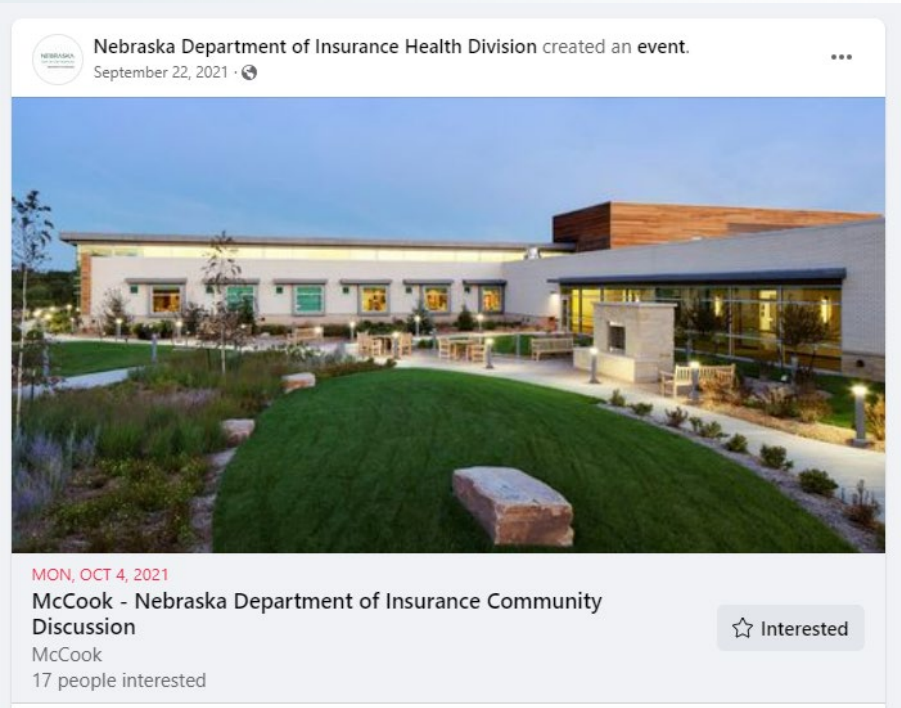 Nebraska Department of Insurance Health Division created an event.
September 22, 2021 ·
NEBRASKA
MON, OCT 4, 2021
McCook - Nebraska Department of Insurance Community
Discussion
McCook
17 people interested
Interested